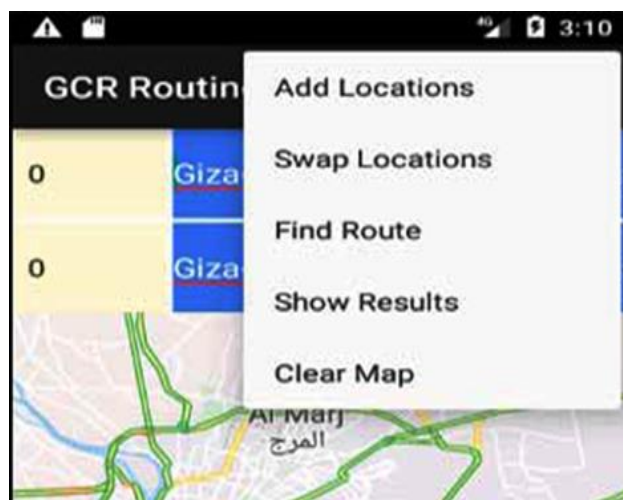 4G 3:10
GCR Routin
Add Locations
Swap Locations
Find Route
Show Results
Clear Map
0 Giza
0 Giza
Al Marj
المرج